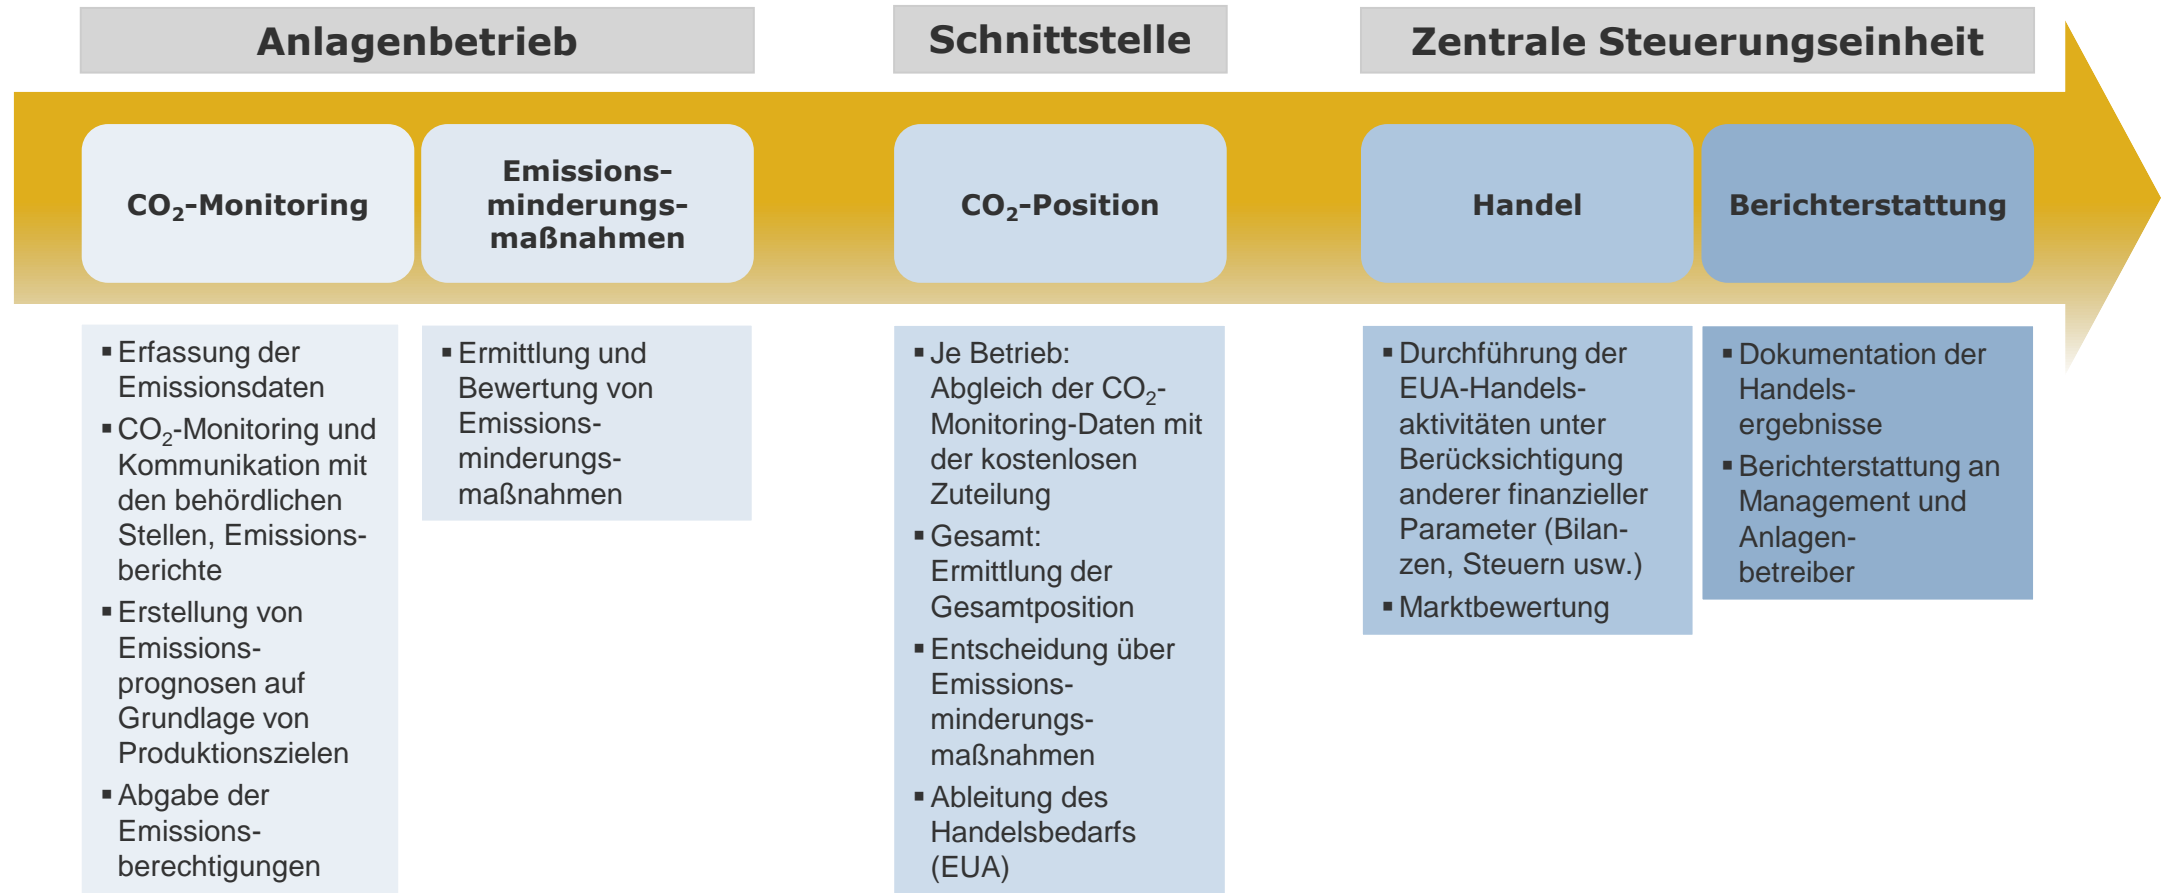 Anlagenbetrieb
Schnittstelle
Zentrale Steuerungseinheit
CO₂-Monitoring
Emissions-
minderungs-
maßnahmen
CO₂-Position
Handel
Berichterstattung
▪ Erfassung der
Emissionsdaten
▪ CO₂-Monitoring und
Kommunikation mit
den behördlichen
Stellen, Emissions-
berichte
▪ Erstellung von
Emissions-
prognosen auf
Grundlage von
Produktionszielen
▪ Abgabe der
Emissions-
berechtigungen
▪ Ermittlung und
Bewertung von
Emissions-
minderungs-
maßnahmen
▪ Je Betrieb:
Abgleich der CO₂-
Monitoring-Daten mit
der kostenlosen
Zuteilung
▪ Gesamt:
Ermittlung der
Gesamtposition
▪ Entscheidung über
Emissions-
minderungs-
maßnahmen
▪ Ableitung des
Handelsbedarfs
(EUA)
▪ Durchführung der
EUA-Handels-
aktivitäten unter
Berücksichtigung
anderer finanzieller
Parameter (Bilan-
zen, Steuern usw.)
▪ Marktbewertung
▪ Dokumentation der
Handels-
ergebnisse
▪ Berichterstattung an
Management und
Anlagen-
betreiber